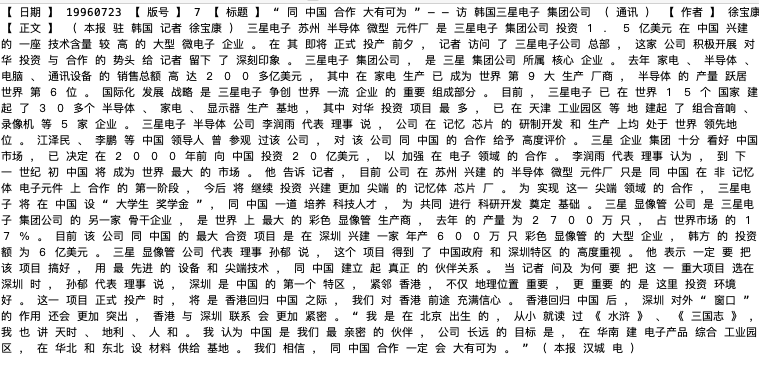 【 日期 】 19960723 【 版号 】 7 【 标题 】 “ 同 中国 合作 大有可为 ” —— 访 韩国三星电子 集团公司 （ 通讯 ） 【 作者 】 徐宝康
【 正文 】 （ 本报 驻 韩国 记者 徐宝康 ） 三星电子 苏州 半导体 微型 元件厂 是 三星电子 集团公司 投资 1 . 5 亿美元 在 中国 兴建
的 一座 技术含量 较 高 的 大型 微电子 企业 。 在 其 即将 正式 投产 前夕 ， 记者 访问 了 三星电子公司 总部 ， 这家 公司 积极开展 对
华 投资 与 合作 的 势头 给 记者 留下 了 深刻印象 。 三星电子 集团公司 ， 是 三星 集团公司 所属 核心 企业 。 去年 家电 、 半导体 、
电脑 、 通讯设备 的 销售总额 高 达 ２ ０ ０ 多亿美元 ， 其中 在 家电 生产 已 成为 世界 第 ９ 大 生产 厂商 ， 半导体 的 产量 跃居
世界 第 ６ 位 。 国际化 发展 战略 是 三星电子 争创 世界 一流 企业 的 重要 组成部分 。 目前 ， 三星电子 已 在 世界 １ ５ 个 国家 建
起 了 ３ ０ 多个 半导体 、 家电 、 显示器 生产 基地 ， 其中 对华 投资 项目 最 多 ， 已 在 天津 工业园区 等 地 建起 了 组合音响 、
录像机 等 ５ 家 企业 。 三星电子 半导体 公司 李润雨 代表 理事 说 ， 公司 在 记忆 芯片 的 研制开发 和 生产 上均 处于 世界 领先地
位 。 江泽民 、 李鹏 等 中国 领导人 曾 参观 过该 公司 ， 对 该 公司 同 中国 的 合作 给予 高度评价 。 三星 企业 集团 十分 看好 中国
市场 ， 已 决定 在 ２ ０ ０ ０ 年前 向 中国 投资 ２０ 亿美元 ， 以 加强 在 电子 领域 的 合作 。 李润雨 代表 理事 认为 ， 到 下
一 世纪 初 中国 将 成为 世界 最大 的 市场 。 他 告诉 记者 ， 目前 公司 在 苏州 兴建 的 半导体 微型 元件厂 只是 同 中国 在 非 记忆
体 电子元件 上 合作 的 第一阶段 ， 今后 将 继续 投资 兴建 更加 尖端 的 记忆体 芯片 厂 。 为 实现 这一 尖端 领域 的 合作 ， 三星电
子 将 在 中国 设 “ 大学生 奖学金 ” ， 同 中国 一道 培养 科技人才 ， 为 共同 进行 科研开发 奠定 基础 。 三星 显像管 公司 是 三星电
子 集团公司 的 另一家 骨干企业 ， 是 世界 上 最大 的 彩色 显像管 生产商 ， 去年 的 产量 为 ２ ７ ０ ０ 万只 ， 占 世界市场 的 １
７ ％ 。 目前 该 公司 同 中国 的 最大 合资 项目 是 在 深圳 兴建 一家 年产 ６ ０ ０ 万只 彩色 显像管 的 大型 企业 ， 韩方 的 投资
额 为 ６ 亿美元 。 三星 显像管 公司 代表 理事 孙郁 说 ， 这个 项目 得到 了 中国政府 和 深圳特区 的 高度重视 。 他 表示 一定 要 把
该 项目 搞好 ， 用 最 先进 的 设备 和 尖端技术 ， 同 中国 建立 起 真正 的 伙伴关系 。 当 记者 问及 为何 要 把 这 一 重大项目 选在
深圳 时 ， 孙郁 代表 理事 说 ， 深圳 是 中国 的 第一个 特区 ， 紧邻 香港 ， 不仅 地理位置 重要 ， 更 重要 的 是 这里 投资 环境
好 。 这一 项目 正式 投产 时 ， 将 是 香港回归 中国 之际 ， 我们 对 香港 前途 充满信心 。 香港回归 中国 后 ， 深圳 对外 “ 窗口 ”
的 作用 还会 更加 突出 ， 香港 与 深圳 联系 会 更加 紧密 。 “ 我 是 在 北京 出生 的 ， 从小 就读 过 《 水浒 》 、 《 三国志 》 ，
我 也 讲 天时 、 地利 、 人 和 。 我 认为 中国 是 我们 最 亲密 的 伙伴 ， 公司 长远 的 目标 是 ， 在 华南 建 电子产品 综合 工业园
区 ， 在 华北 和 东北 设 材料 供给 基地 。 我们 相信 ， 同 中国 合作 一定 会 大有可为 。 ” （ 本报 汉城 电 ）